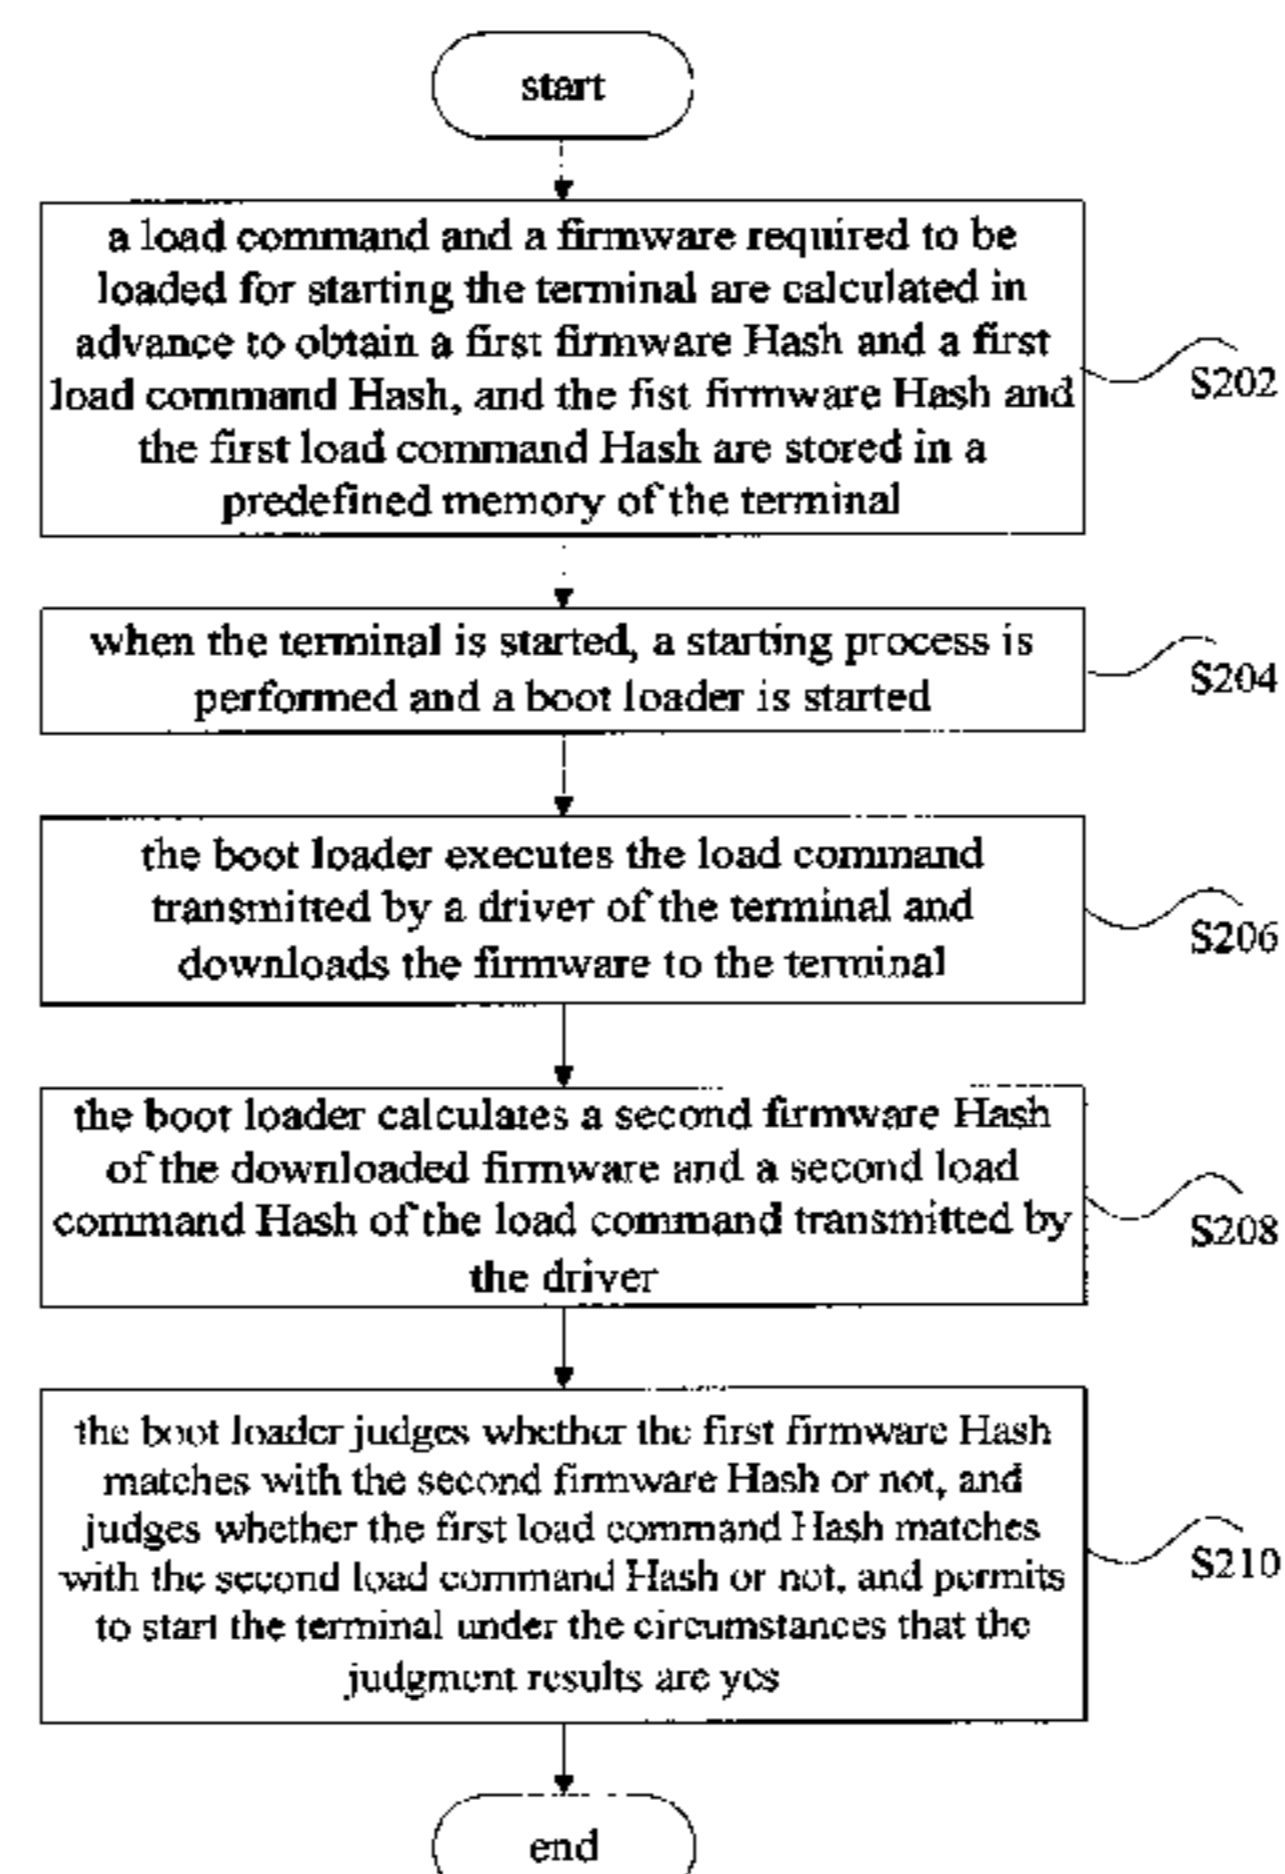 start
a load command and a firmware required to be
loaded for starting the terminal are calculated in
advance to obtain a first firmware Hash and a first
load command Hash, and the fist firmware Hash and
the first load command Hash are stored in a
predefined memory of the terminal
S202
when the terminal is started, a starting process is
performed and a boot loader is started
S204
the boot loader executes the load command
transmitted by a driver of the terminal and
downloads the firmware to the terminal
S206
the boot loader calculates a second firmware Hash
of the downloaded firmware and a second load
command Hash of the load command transmitted by
the driver
S208
the boot loader judges whether the first firmware Hash
matches with the second firmware Hash or not, and
judges whether the first load command Hash matches
with the second load command Hash or not, and permits
to start the terminal under the circumstances that the
judgment results are yes
S210
end